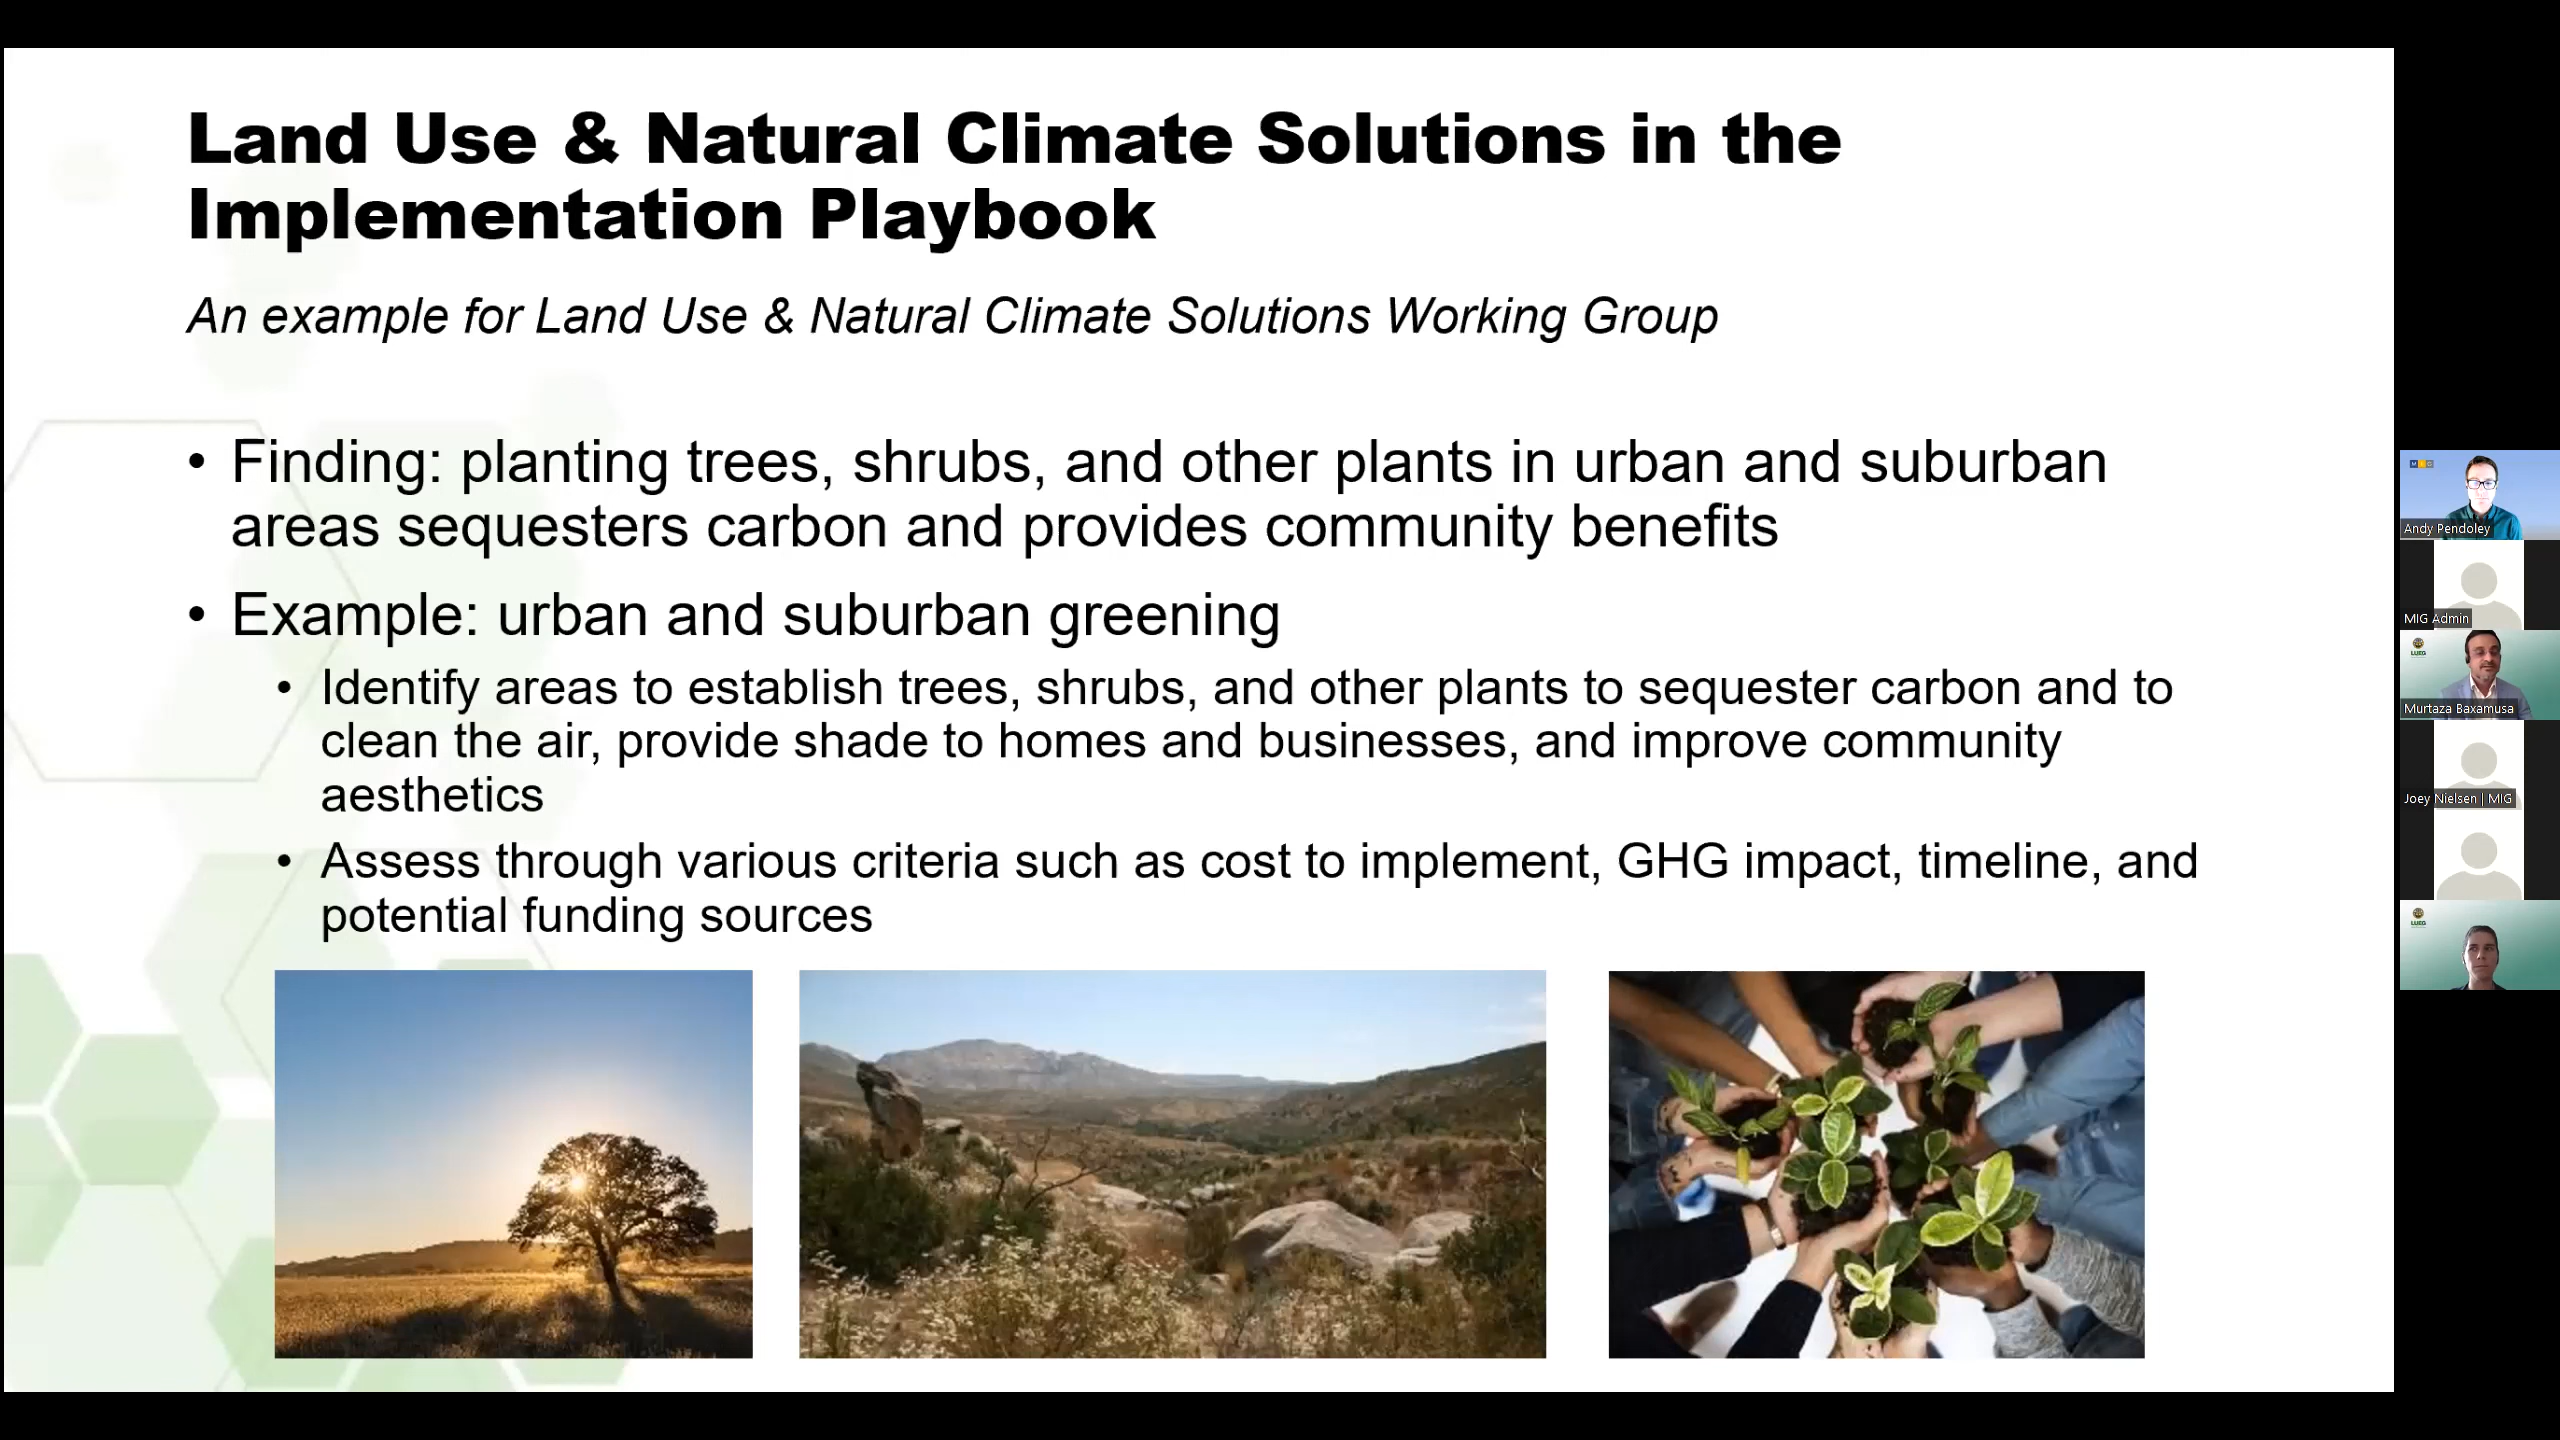 Land Use & Natural Climate Solutions in the
Implementation Playbook
An example for Land Use & Natural Climate Solutions Working Group
• Finding: planting trees, shrubs, and other plants in urban and suburban
areas sequesters carbon and provides community benefits
• Example: urban and suburban greening
• Identify areas to establish trees, shrubs, and other plants to sequester carbon and to
clean the air, provide shade to homes and businesses, and improve community
aesthetics
• Assess through various criteria such as cost to implement, GHG impact, timeline, and
potential funding sources
MIG
Andy Pendoley
MIG Admin
LUEG
Murtaza Baxamusa
Joey Nielsen | MIG
LUEG